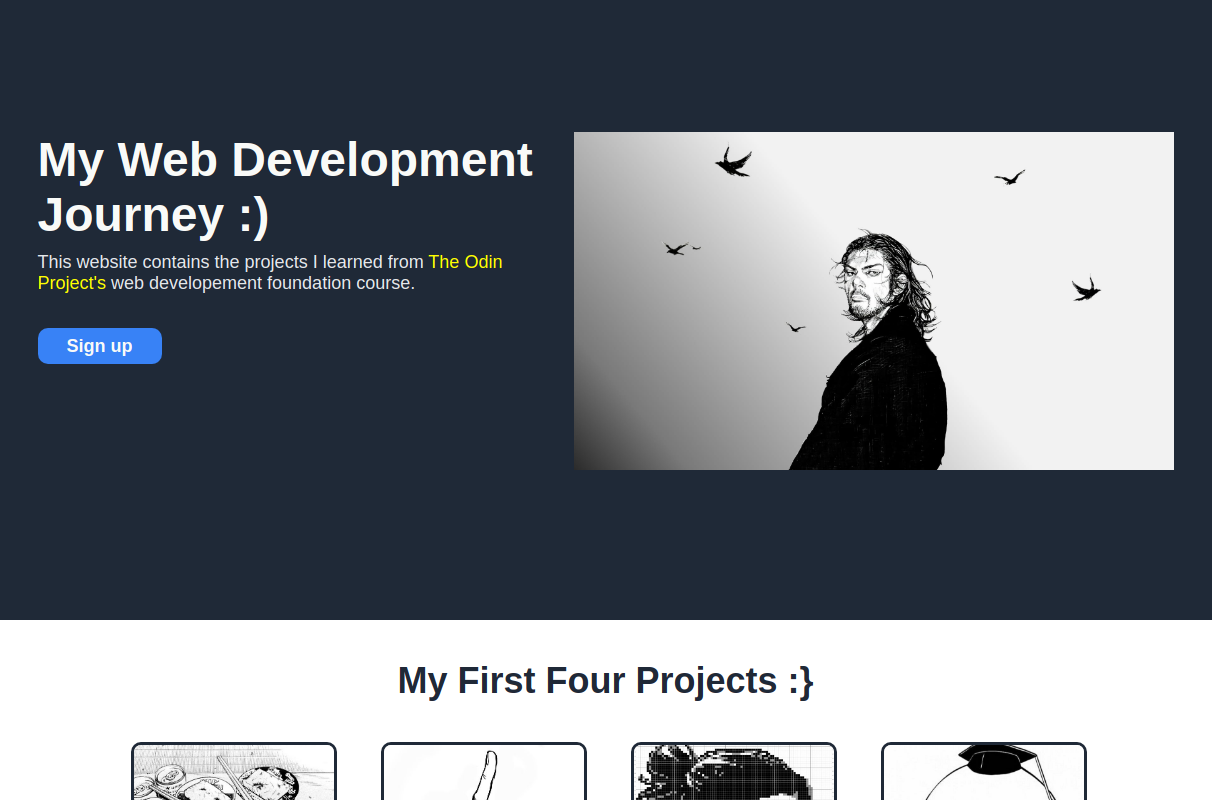 My Web Development
Journey :)
This website contains the projects I learned from The Odin
Project's web developement foundation course.
Sign up
My First Four Projects :}